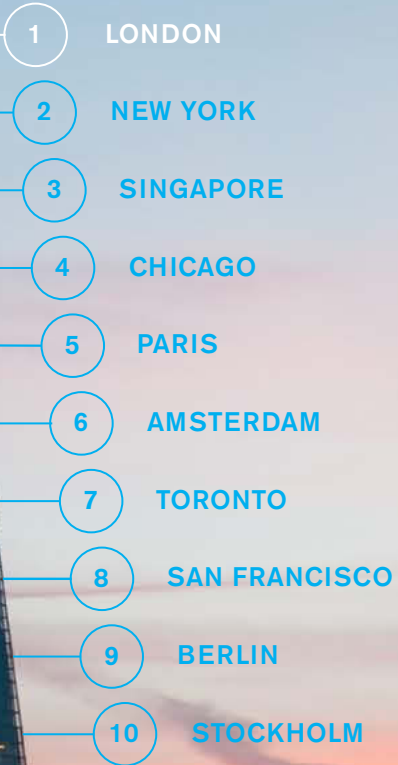 1 LONDON
2 NEW YORK
3 SINGAPORE
4 CHICAGO
5 PARIS
6 AMSTERDAM
7 TORONTO
8 SAN FRANCISCO
9 BERLIN
10 STOCKHOLM